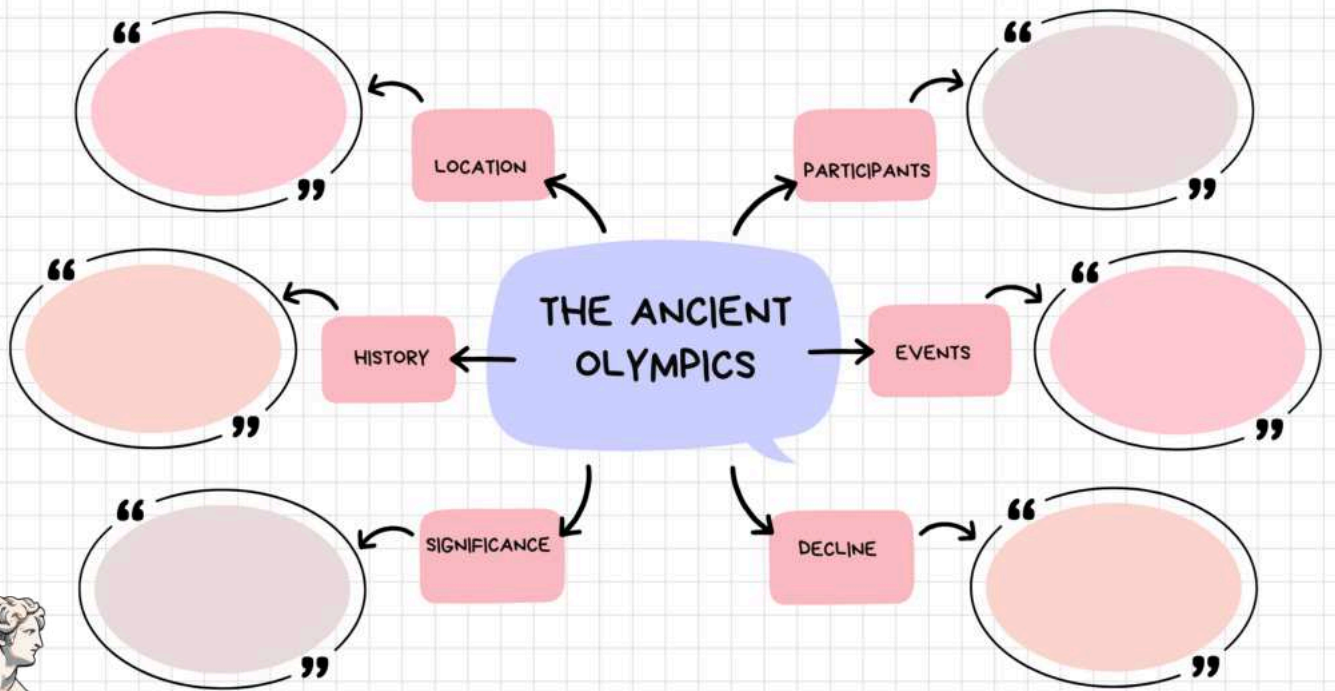 LOCATION
PARTICIPANTS
THE ANCIENT
OLYMPICS
HISTORY
EVENTS
SIGNIFICANCE
DECLINE